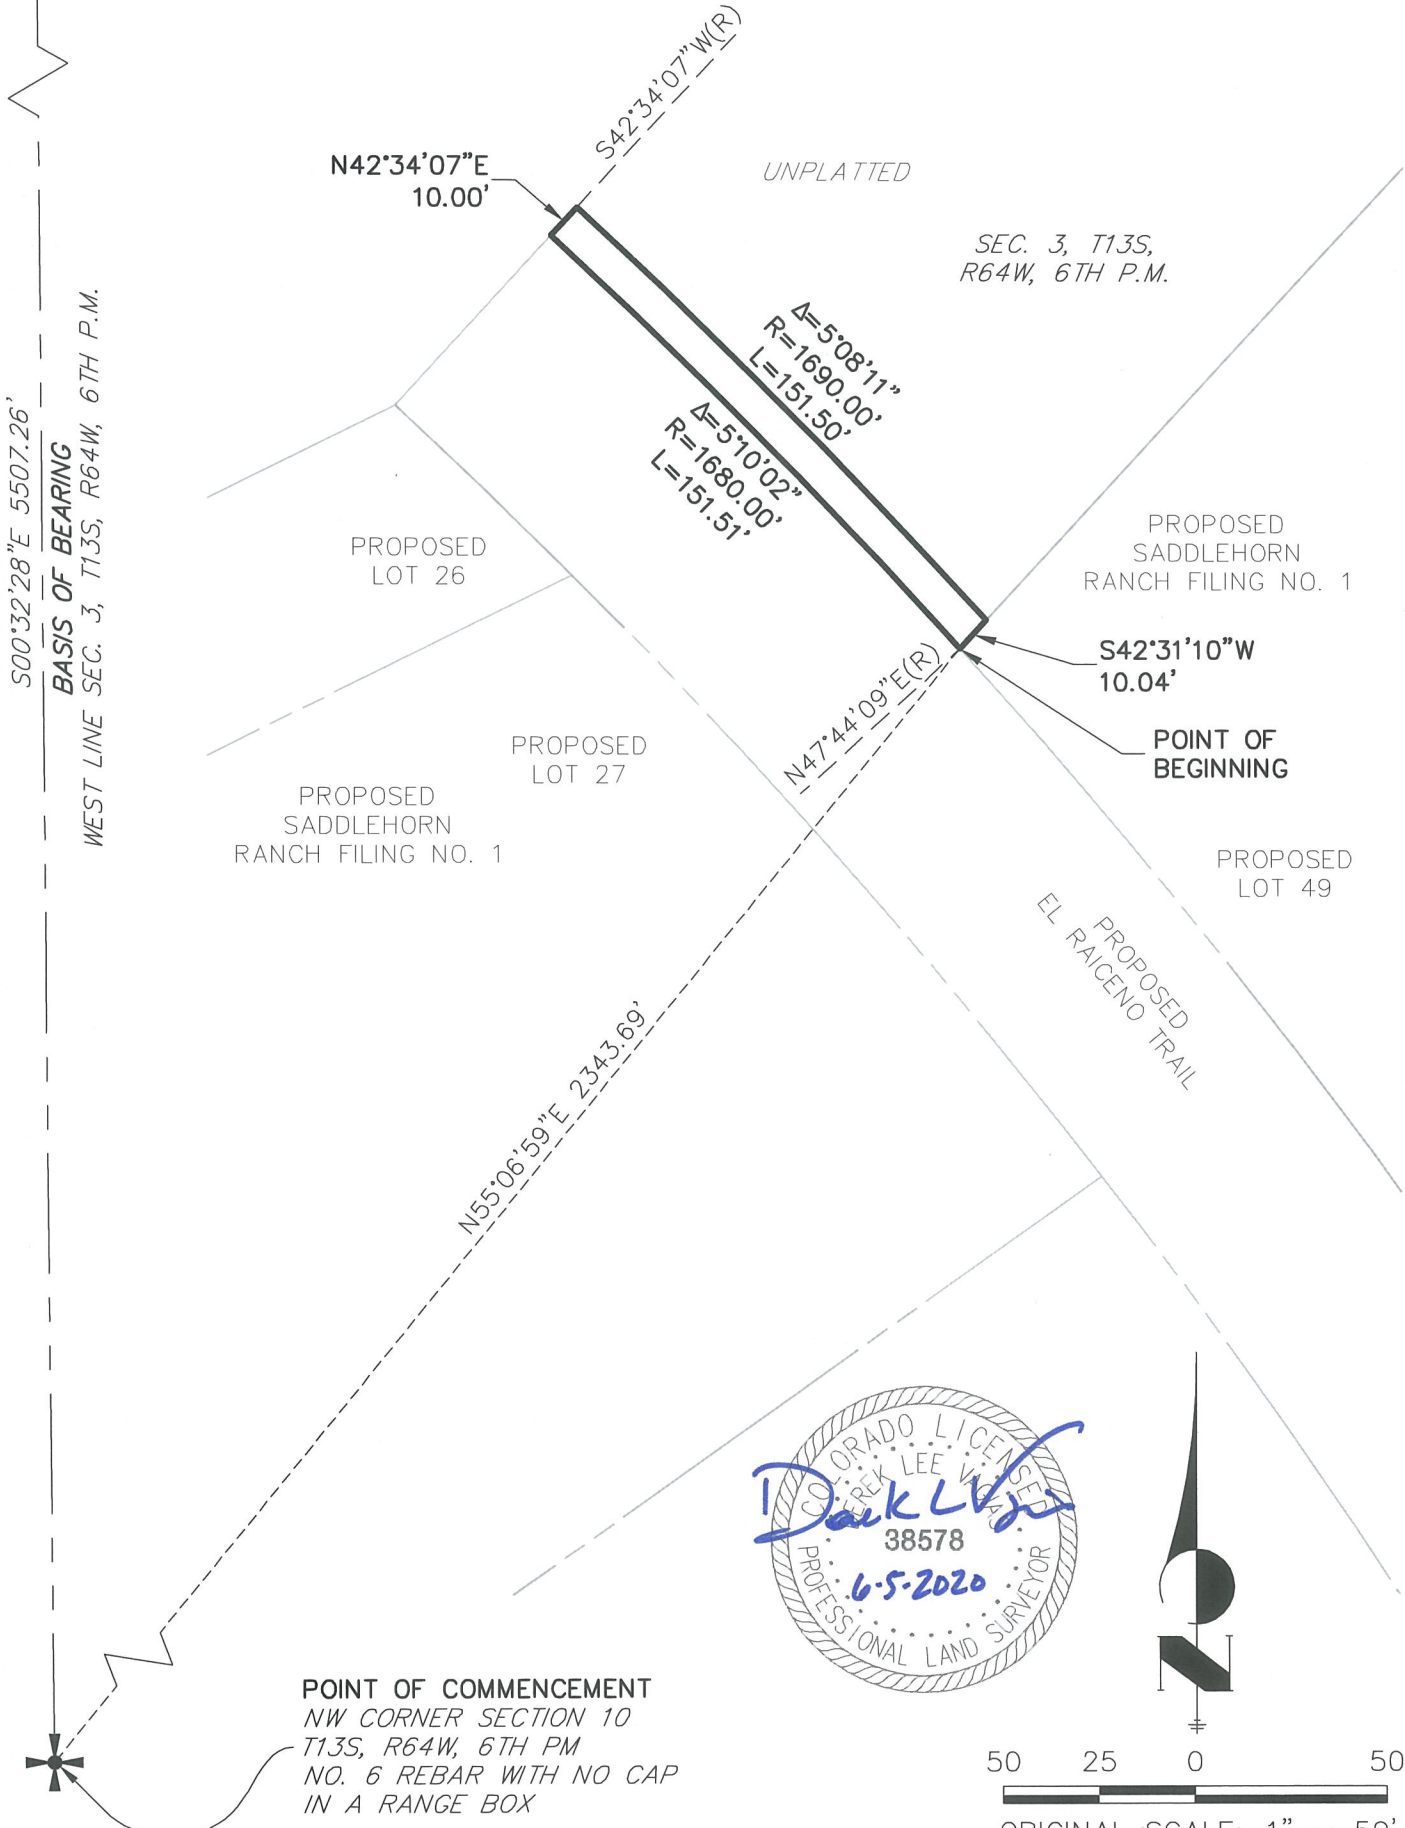 S42°34'07"W(R)
N42°34'07"E
10.00'
UNPLATTED
SEC. 3, T13S,
R64W, 6TH P.M.
S00°32'28"E 5507.26'
BASIS OF BEARING
WEST LINE SEC. 3, T13S, R64W, 6TH P.M.
Δ=5°08'11"
R=1690.00'
L=151.50'
Δ=5°10'02"
R=1680.00'
L=151.51'
PROPOSED
LOT 26
PROPOSED
SADDLEHORN
RANCH FILING NO. 1
S42°31'10"W
10.04'
N47°44'09"E(R)
POINT OF
BEGINNING
PROPOSED
LOT 27
PROPOSED
SADDLEHORN
RANCH FILING NO. 1
PROPOSED
LOT 49
PROPOSED
EL RAICENO TRAIL
N55°06'59"E 2343.69'
COLORADO LICENSED
DEREK LEE
38578
6-5-2020
PROFESSIONAL LAND SURVEYOR
N
POINT OF COMMENCEMENT
NW CORNER SECTION 10
T13S, R64W, 6TH PM
NO. 6 REBAR WITH NO CAP
IN A RANGE BOX
50 25 0 50
ORIGINAL SCALE: 1" = 50'